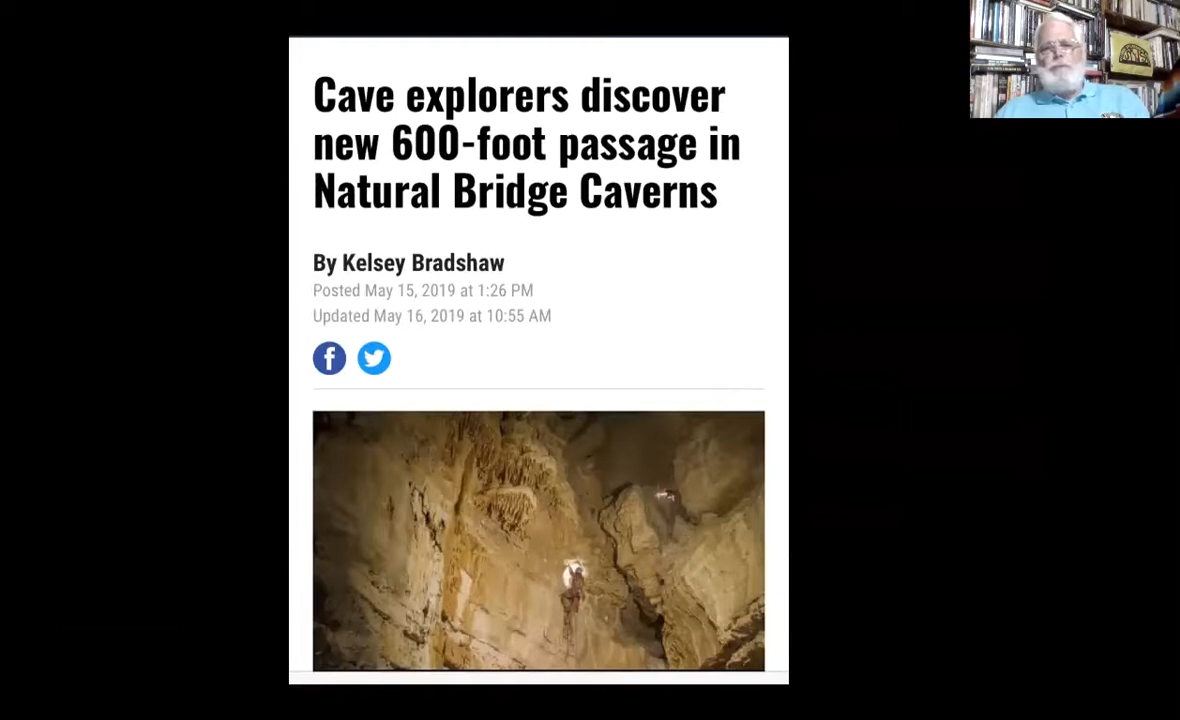 Cave explorers discover
new 600-foot passage in
Natural Bridge Caverns
By Kelsey Bradshaw
Posted May 15, 2019 at 1:26 PM
Updated May 16, 2019 at 10:55 AM